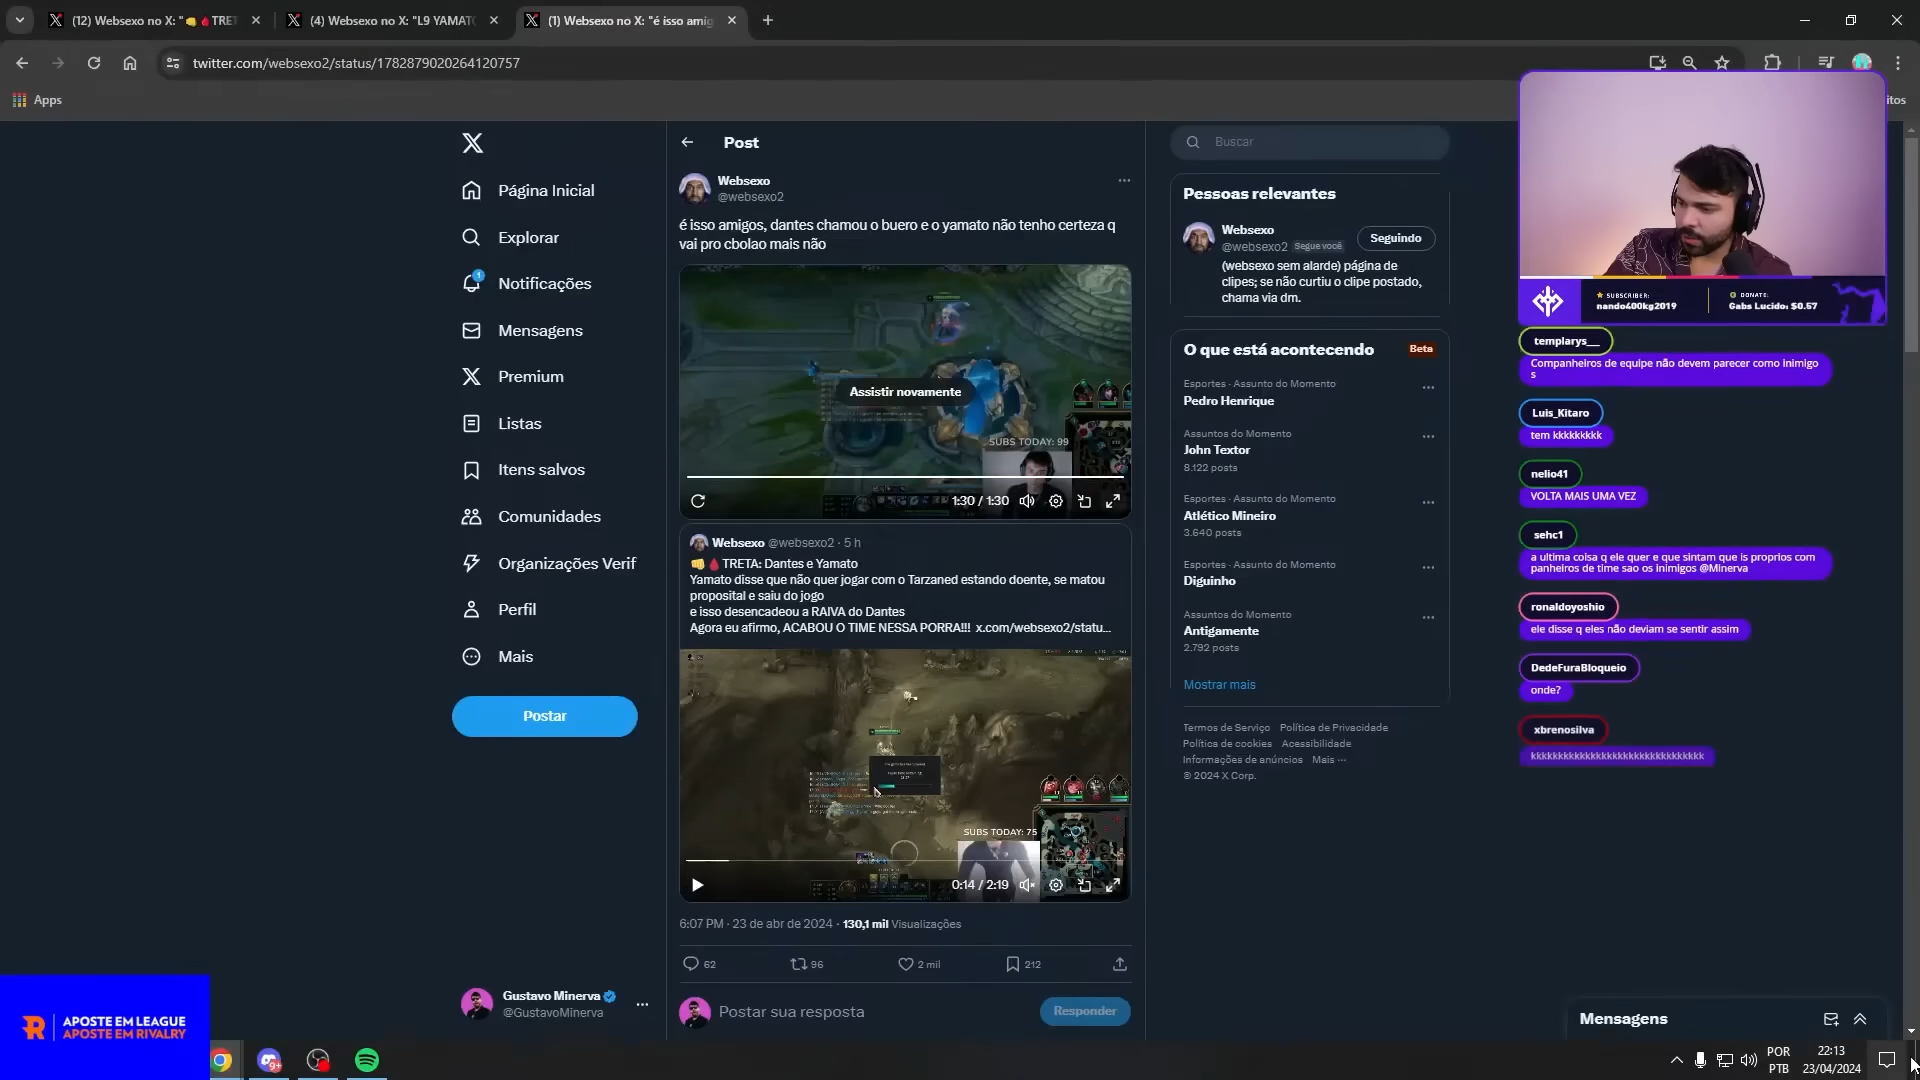 (12) Websexo no X: "👊🩸TRET
(4) Websexo no X: "L9 YAMATO
(1) Websexo no X: "é isso amig
twitter.com/websexo2/status/1782879020264120757
Apps
itos
Página Inicial
Explorar
1
Notificações
Mensagens
Premium
Listas
Itens salvos
Comunidades
Organizações Verif
Perfil
Mais
Postar
Gustavo Minerva
@GustavoMinerva
Post
Websexo
@websexo2
é isso amigos, dantes chamou o buero e o yamato não tenho certeza q
vai pro cbolao mais não
Assistir novamente
SUBS TODAY: 99
1:30 / 1:30
Websexo @websexo2 · 5 h
👊🩸TRETA: Dantes e Yamato
Yamato disse que não quer jogar com o Tarzaned estando doente, se matou
proposital e saiu do jogo
e isso desencadeou a RAIVA do Dantes
Agora eu afirmo, ACABOU O TIME NESSA PORRA!!! x.com/websexo2/statu...
SUBS TODAY: 75
0:14 / 2:19
6:07 PM · 23 de abr de 2024 · 130,1 mil Visualizações
62
96
2 mil
212
Postar sua resposta
Responder
Buscar
Pessoas relevantes
Websexo
@websexo2 Segue você
Seguindo
(websexo sem alarde) página de
clipes; se não curtiu o clipe postado,
chama via dm.
O que está acontecendo
Beta
Esportes · Assunto do Momento
Pedro Henrique
Assuntos do Momento
John Textor
8.122 posts
Esportes · Assunto do Momento
Atlético Mineiro
3.640 posts
Esportes · Assunto do Momento
Diguinho
Assuntos do Momento
Antigamente
2.792 posts
Mostrar mais
Termos de Serviço Política de Privacidade
Política de cookies Acessibilidade
Informações de anúncios Mais ···
© 2024 X Corp.
SUBSCRIBER:
nando400kg2019
DONATE:
Gabs Lucido: $0.57
templarys__
Companheiros de equipe não devem parecer como inimigo
s
Luis_Kitaro
tem kkkkkkkkk
nelio41
VOLTA MAIS UMA VEZ
sehc1
a ultima coisa q ele quer e que sintam que is proprios com
panheiros de time sao os inimigos @Minerva
ronaldoyoshio
ele disse q eles não deviam se sentir assim
DedeFuraBloqueio
onde?
xbrenosilva
kkkkkkkkkkkkkkkkkkkkkkkkkkkkkkkk
Mensagens
R APOSTE EM LEAGUE
APOSTE EM RIVALRY
9+
POR
PTB
22:13
23/04/2024